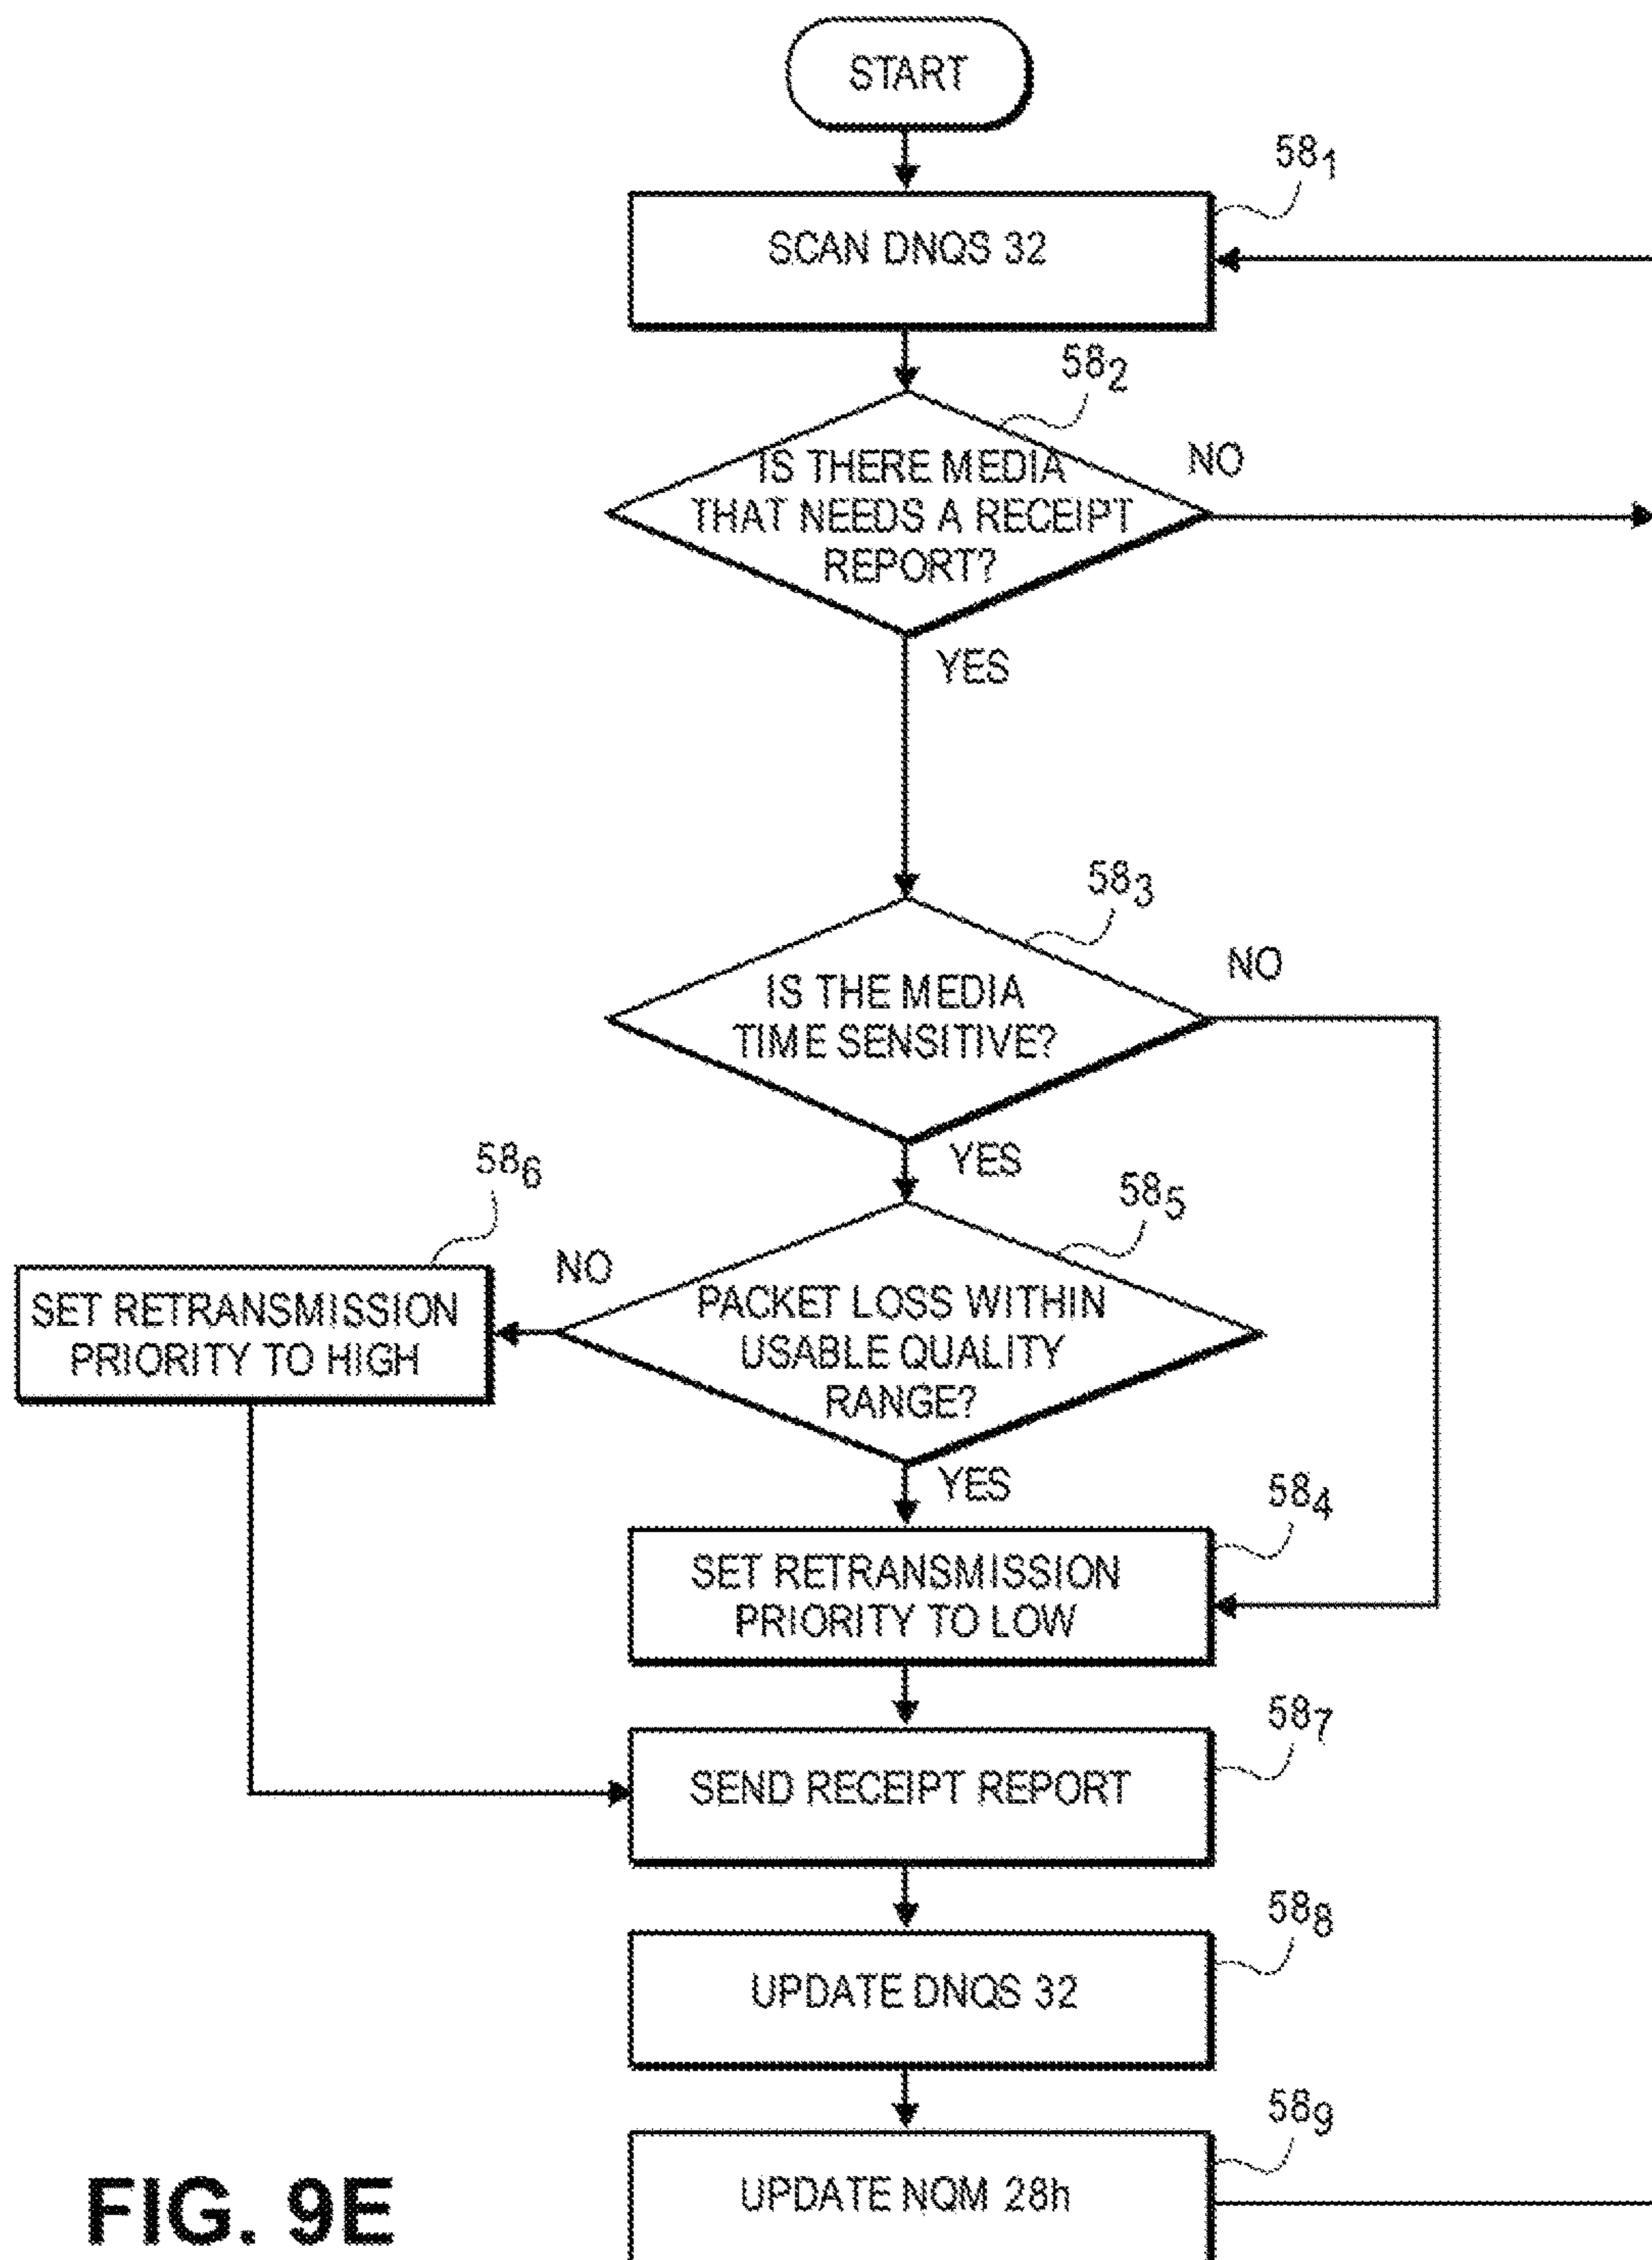 START
58₁
SCAN DNQS 32
58₂
IS THERE MEDIA
THAT NEEDS A RECEIPT
REPORT?
NO
YES
58₃
IS THE MEDIA
TIME SENSITIVE?
NO
YES
58₆
58₅
NO
SET RETRANSMISSION
PRIORITY TO HIGH
PACKET LOSS WITHIN
USABLE QUALITY
RANGE?
YES
58₄
SET RETRANSMISSION
PRIORITY TO LOW
58₇
SEND RECEIPT REPORT
58₈
UPDATE DNQS 32
58₉
UPDATE NQM 28h
FIG. 9E